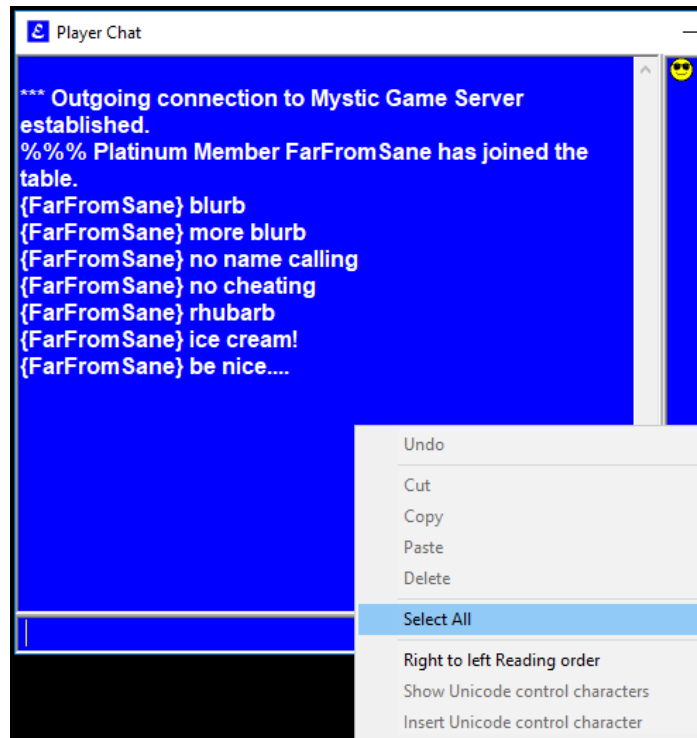 Player Chat
*** Outgoing connection to Mystic Game Server
established.
%%% Platinum Member FarFromSane has joined the
table.
{FarFromSane} blurb
{FarFromSane} more blurb
{FarFromSane} no name calling
{FarFromSane} no cheating
{FarFromSane} rhubarb
{FarFromSane} ice cream!
{FarFromSane} be nice....
Undo
Cut
Copy
Paste
Delete
Select All
Right to left Reading order
Show Unicode control characters
Insert Unicode control character